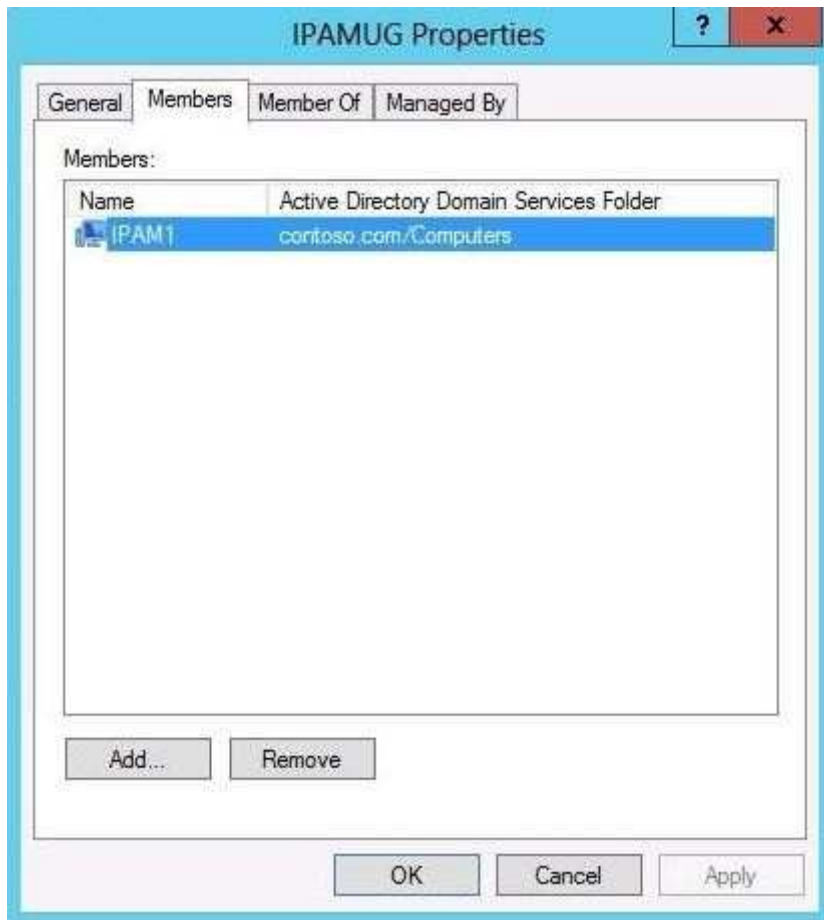 IPAMUG Properties
? x
General Members Member Of Managed By
Members:
Name Active Directory Domain Services Folder
IPAM1 contoso.com/Computers
Add... Remove
OK Cancel Apply